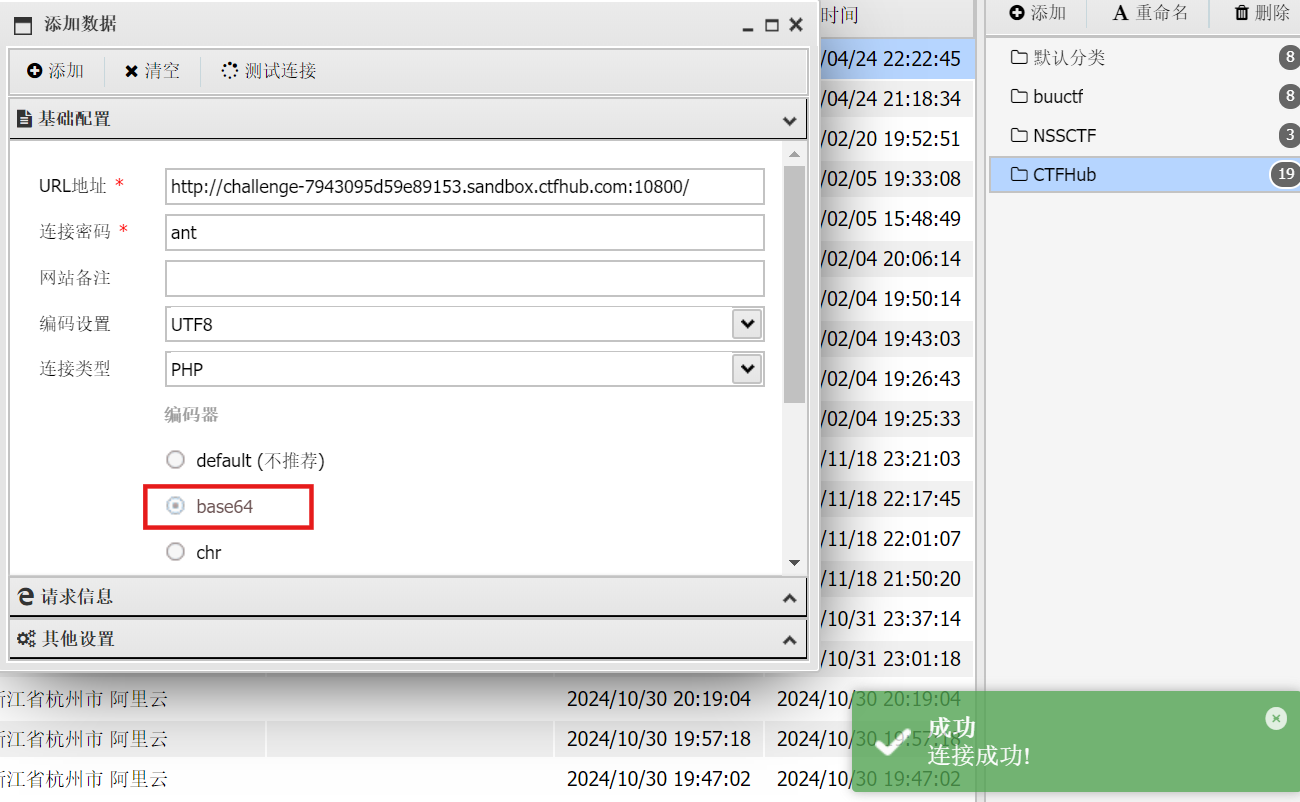 添加数据
添加 清空 测试连接
基础配置
URL地址 *
http://challenge-7943095d59e89153.sandbox.ctfhub.com:10800/
连接密码 *
ant
网站备注
编码设置
UTF8
连接类型
PHP
编码器
default (不推荐)
base64
chr
请求信息
其他设置
时间
/04/24 22:22:45
/04/24 21:18:34
/02/20 19:52:51
/02/05 19:33:08
/02/05 15:48:49
/02/04 20:06:14
/02/04 19:50:14
/02/04 19:43:03
/02/04 19:26:43
/02/04 19:25:33
/11/18 23:21:03
/11/18 22:17:45
/11/18 22:01:07
/11/18 21:50:20
/10/31 23:37:14
/10/31 23:01:18
江省杭州市 阿里云 2024/10/30 20:19:04 2024/10/30 20:19:04
江省杭州市 阿里云 2024/10/30 19:57:18 2024/10/30 19:57:18
江省杭州市 阿里云 2024/10/30 19:47:02 2024/10/30 19:47:02
添加 A 重命名 删除
默认分类 8
buuctf 8
NSSCTF 3
CTFHub 19
成功
连接成功!